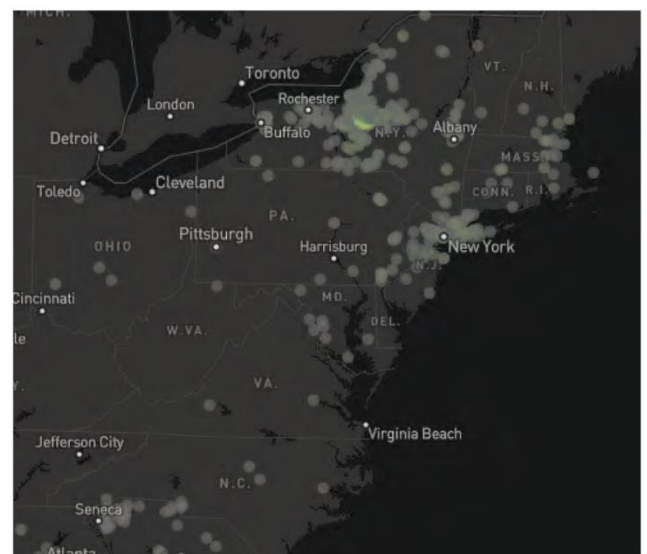 MICH.
Toronto
VT.
N.H.
London
Rochester
Buffalo
N.Y.
Albany
Detroit
MASS.
Toledo
Cleveland
CONN.
R.I.
PA.
Pittsburgh
OHIO
Harrisburg
New York
N.J.
Cincinnati
MD.
DEL.
W.VA.
le
Y.
VA.
Virginia Beach
Jefferson City
N.C.
Seneca
Atlanta